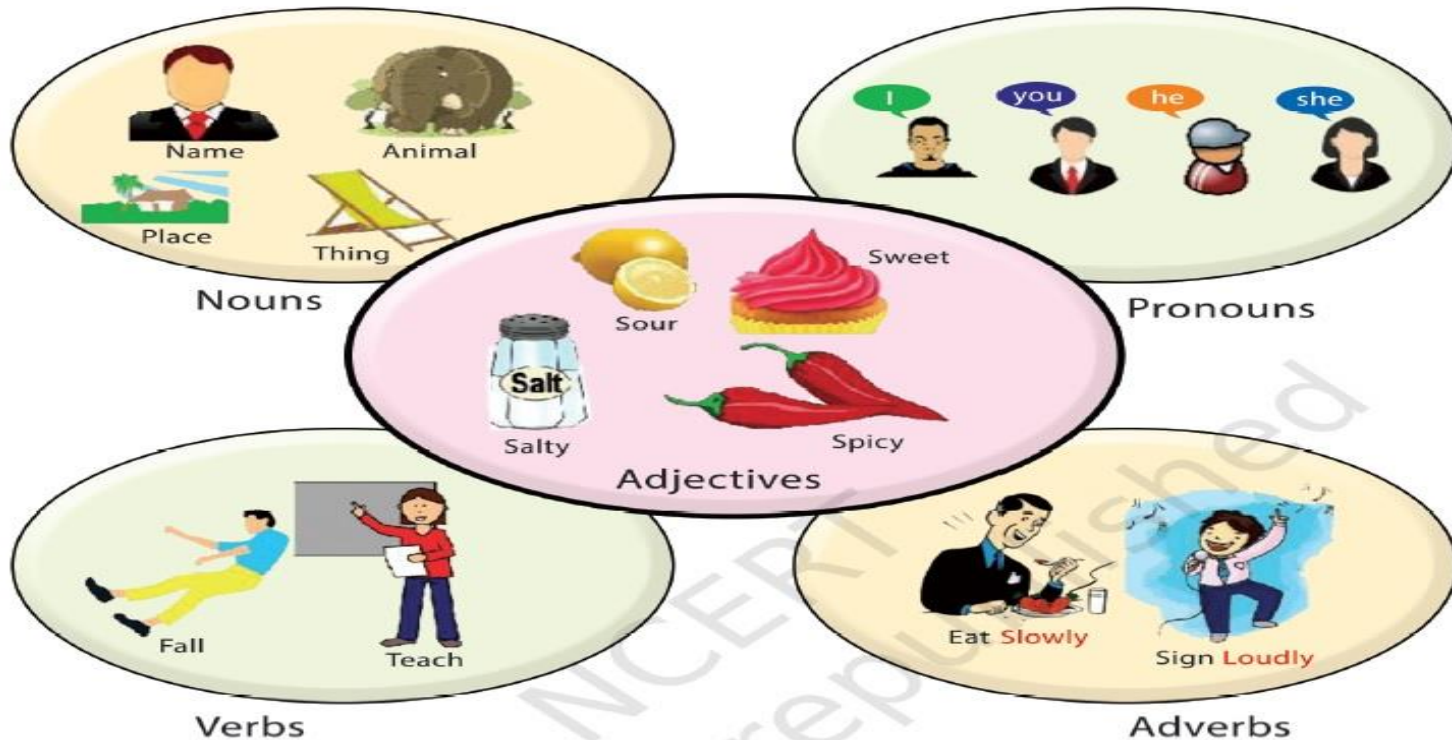 Name
Animal
Place
Thing
Nouns
I
you
he
she
Pronouns
Sour
Sweet
Salt
Salty
Spicy
Adjectives
Fall
Teach
Verbs
Eat Slowly
Sign Loudly
Adverbs
NCERT
republished